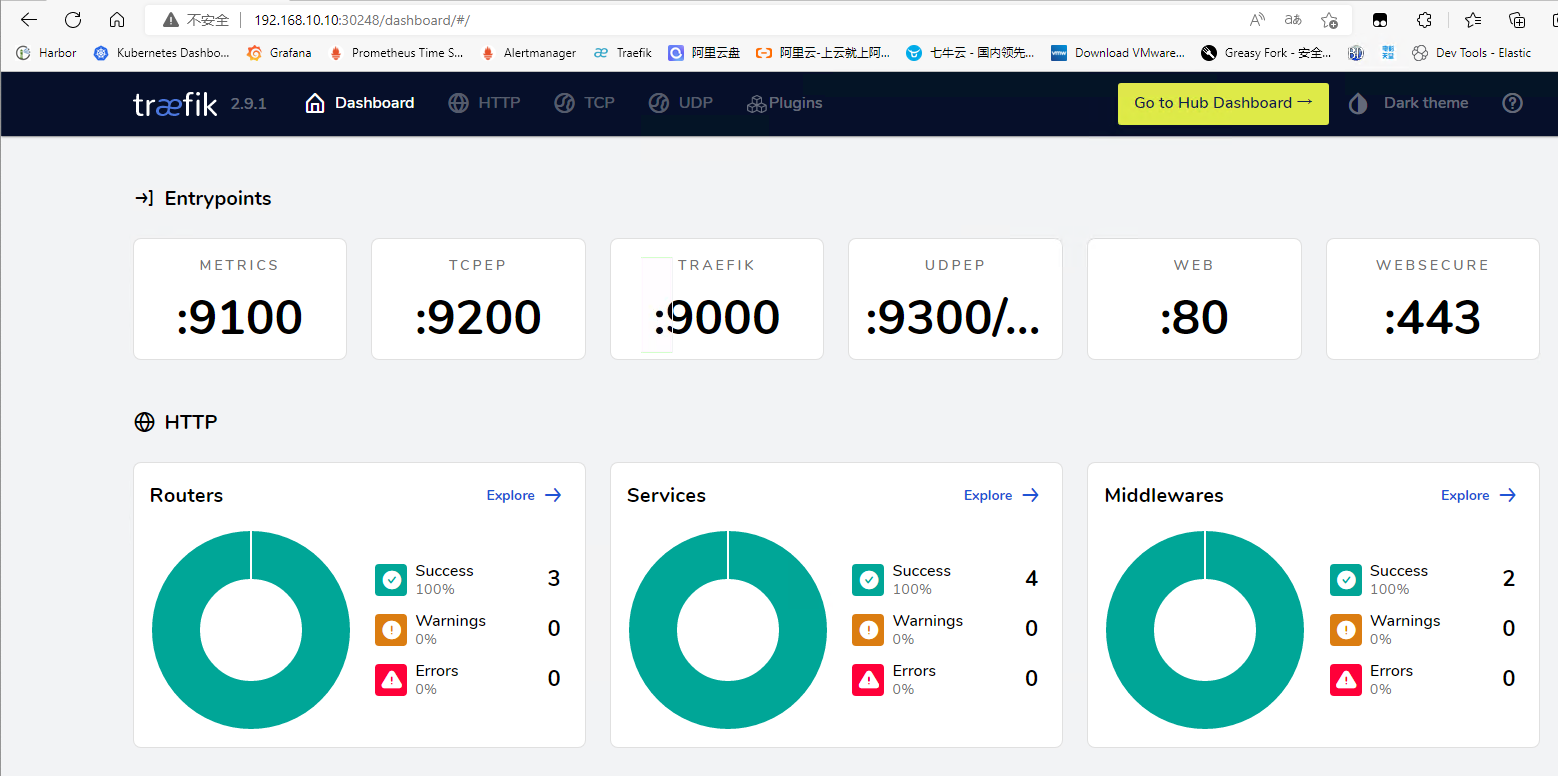 不安全 192.168.10.10:30248/dashboard/#/
Harbor Kubernetes Dashbo... Grafana Prometheus Time S... Alertmanager Traefik 阿里云盘 阿里云-上云就上阿... 七牛云 - 国内领先... Download VMware... Greasy Fork - 安全... Dev Tools - Elastic
træfik 2.9.1 Dashboard HTTP TCP UDP Plugins Go to Hub Dashboard → Dark theme
Entrypoints
METRICS TCPEP TRAEFIK UDPEP WEB WEBSECURE
:9100 :9200 :9000 :9300/... :80 :443
HTTP
Routers Explore
Success 3
100%
Warnings 0
0%
Errors 0
0%
Services Explore
Success 4
100%
Warnings 0
0%
Errors 0
0%
Middlewares Explore
Success 2
100%
Warnings 0
0%
Errors 0
0%